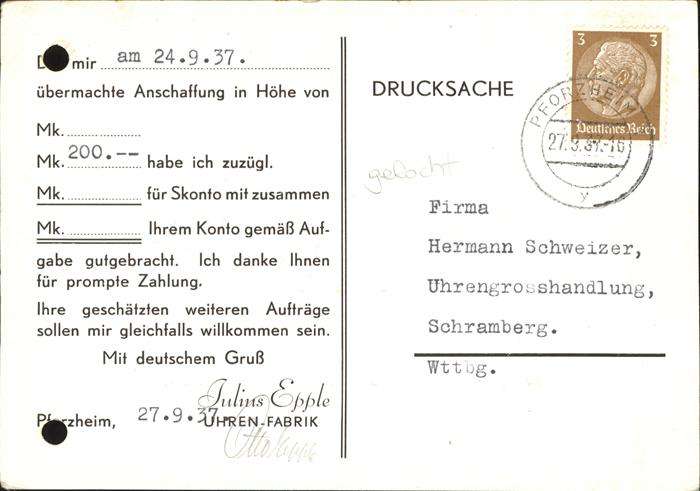 mir am 24.9.37.
übermachte Anschaffung in Höhe von
Mk.
Mk. 200.-- habe ich zuzügl.
Mk. für Skonto mit zusammen
Mk. Ihrem Konto gemäß Auf-
gabe gutgebracht. Ich danke Ihnen
für prompte Zahlung.
Ihre geschätzten weiteren Aufträge
sollen mir gleichfalls willkommen sein.
Mit deutschem Gruß
Julius Epple
Pforzheim, 27.9.37. UHREN-FABRIK
DRUCKSACHE
gelocht
3 3
Deutsches Reich
PFORZHEIM
y
Firma
Hermann Schweizer,
Uhrengrosshandlung,
Schramberg.
Wttbg.